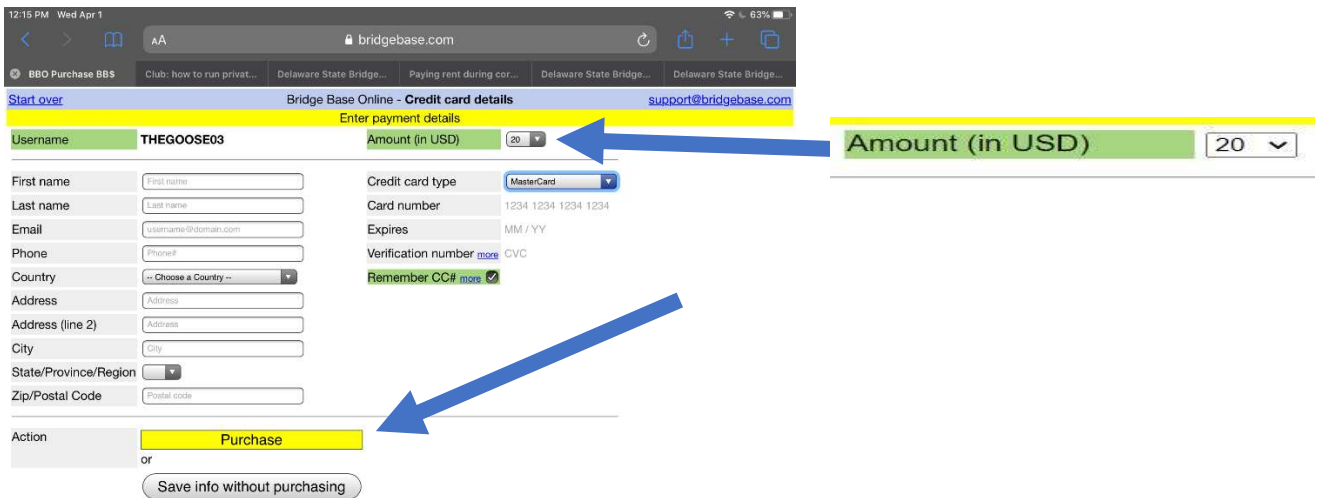 12:15 PM Wed Apr 1 63%
AA bridgebase.com
BBO Purchase BB$ Club: how to run privat... Delaware State Bridge... Paying rent during cor... Delaware State Bridge... Delaware State Bridge...
Start over Bridge Base Online - Credit card details support@bridgebase.com
Enter payment details
Username THEGOOSE03 Amount (in USD) 20
Amount (in USD) 20
First name First name Credit card type MasterCard
Last name Last name Card number 1234 1234 1234 1234
Email username@domain.com Expires MM / YY
Phone Phone# Verification number more CVC
Country -- Choose a Country -- Remember CC# more
Address Address
Address (line 2) Address
City City
State/Province/Region
Zip/Postal Code Postal code
Action Purchase
or
Save info without purchasing